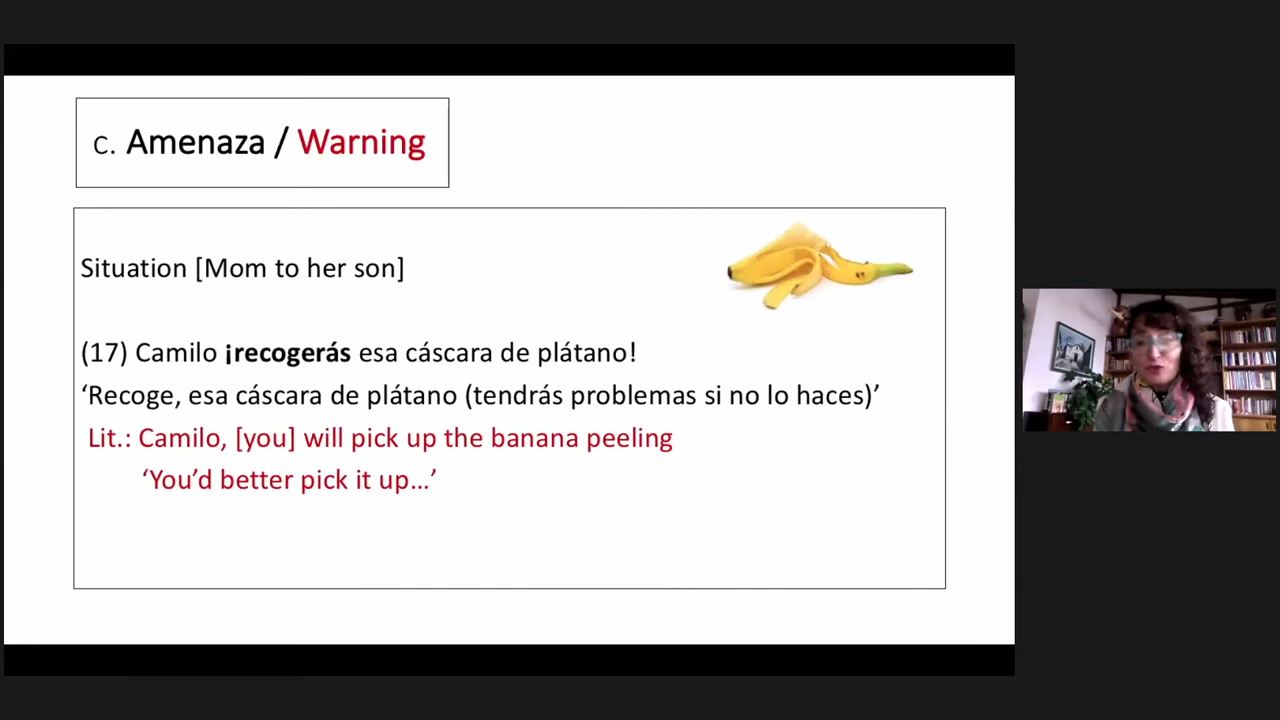 c. Amenaza / Warning
Situation [Mom to her son]
(17) Camilo ¡recogerás esa cáscara de plátano!
‘Recoge, esa cáscara de plátano (tendrás problemas si no lo haces)’
Lit.: Camilo, [you] will pick up the banana peeling
‘You’d better pick it up…’